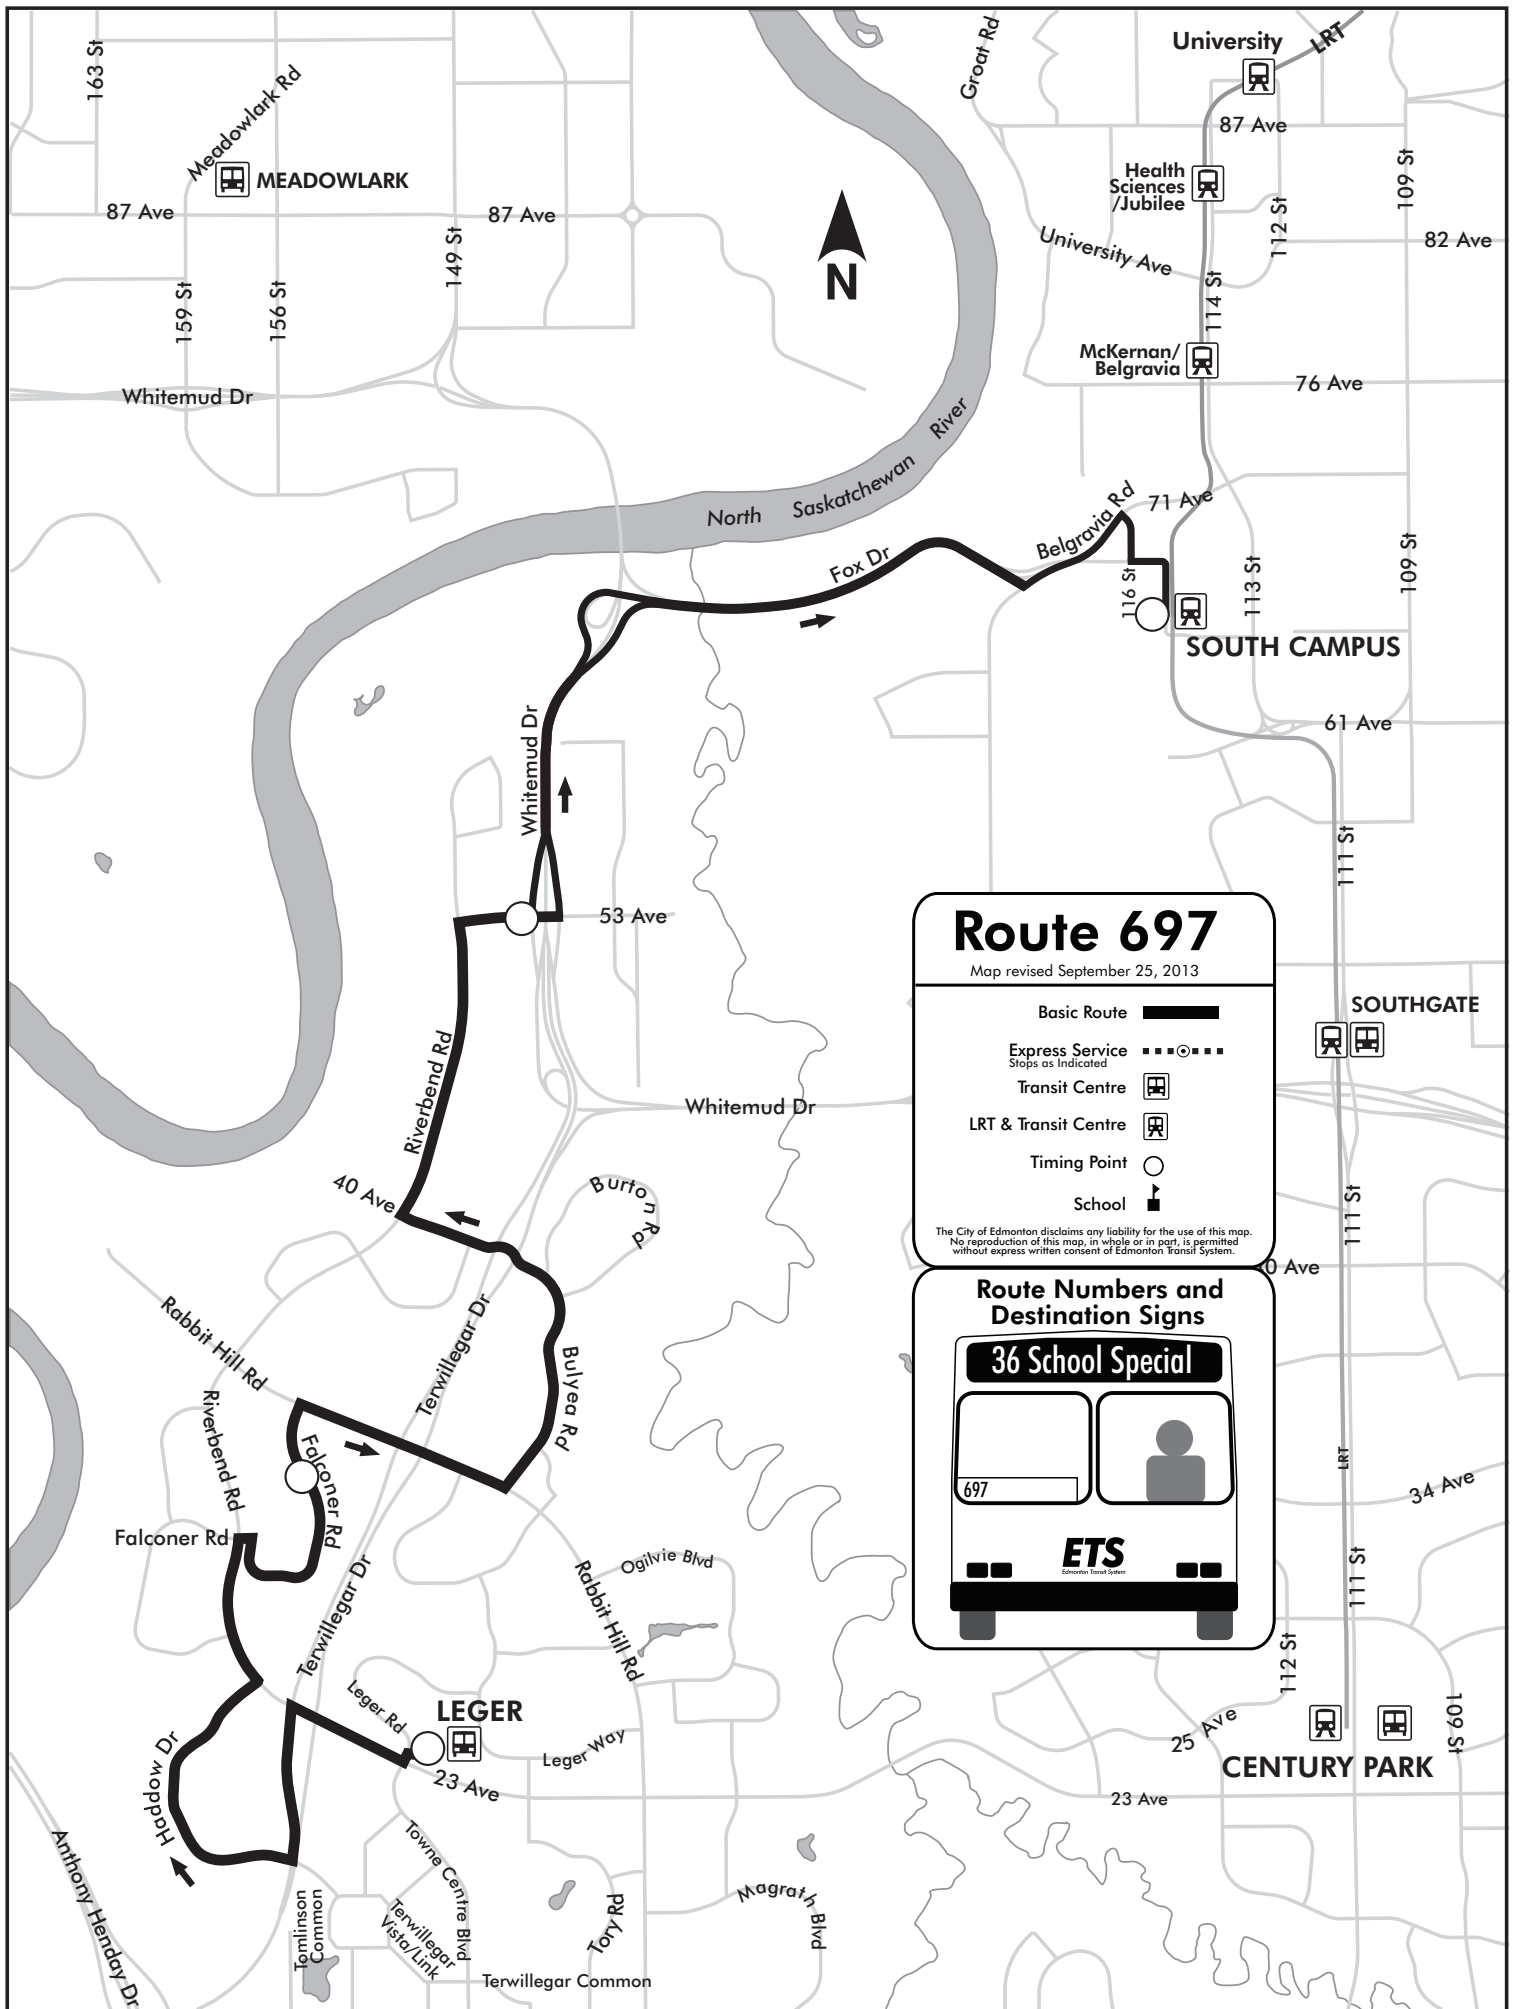 163 St
Meadowlark Rd
MEADOWLARK
87 Ave
87 Ave
149 St
159 St
156 St
Whitemud Dr
N
Groat Rd
University
LRT
87 Ave
Health
Sciences
/Jubilee
109 St
112 St
82 Ave
University Ave
114 St
McKernan/
Belgravia
76 Ave
North Saskatchewan River
71 Ave
Belgravia Rd
Fox Dr
116 St
113 St
109 St
SOUTH CAMPUS
61 Ave
Whitemud Dr
111 St
53 Ave
Route 697
Map revised September 25, 2013
Basic Route
Express Service
Stops as Indicated
Transit Centre
LRT & Transit Centre
Timing Point
School
The City of Edmonton disclaims any liability for the use of this map.
No reproduction of this map, in whole or in part, is permitted
without express written consent of Edmonton Transit System.
SOUTHGATE
Riverbend Rd
Whitemud Dr
40 Ave
Burton Rd
111 St
0 Ave
Route Numbers and
Destination Signs
36 School Special
697
ETS
Edmonton Transit System
Rabbit Hill Rd
Terwillegar Dr
Bulyea Rd
Riverbend Rd
Falconer Rd
Falconer Rd
LRT
34 Ave
Terwillegar Dr
Ogilvie Blvd
Rabbit Hill Rd
111 St
112 St
Leger Rd
LEGER
Leger Way
23 Ave
25 Ave
109 St
CENTURY PARK
23 Ave
Haddow Dr
Anthony Henday Dr
Towne Centre Blvd
Tomlinson
Common
Terwillegar
Vista/Link
Tory Rd
Magrath Blvd
Terwillegar Common